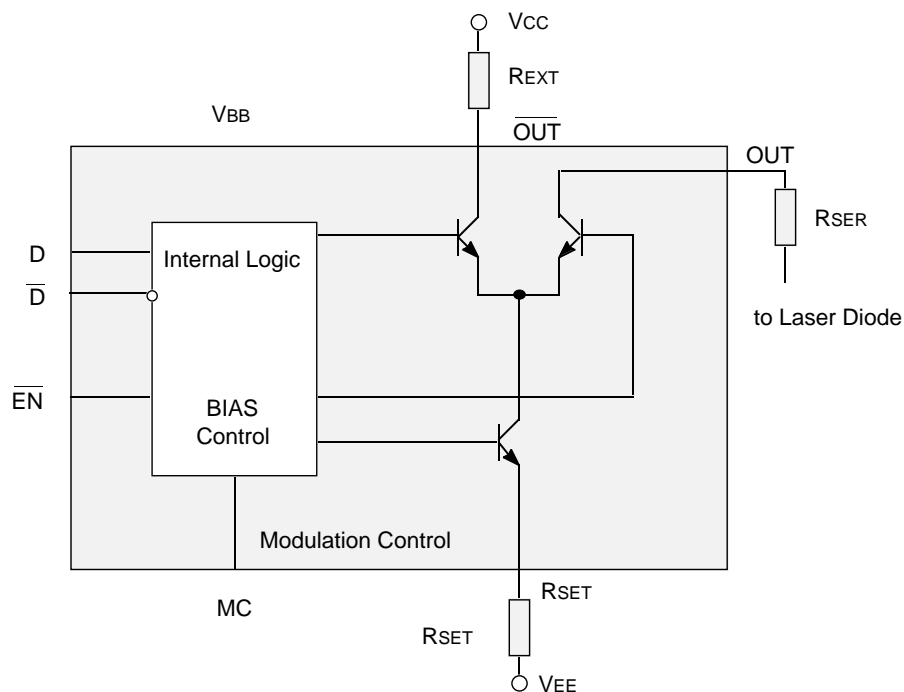 VCC
REXT
VBB
OUT
OUT
RSER
D
Internal Logic
D
to Laser Diode
EN
BIAS
Control
Modulation Control
MC
RSET
RSET
VEE